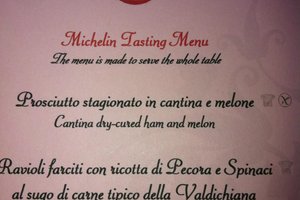 Michelin Tasting Menu
The menu is made to serve the whole table
Prosciutto stagionato in cantina e melone
Cantina dry-cured ham and melon
Ravioli farciti con ricotta di Pecora e Spinaci
al sugo di carne tipico della Valdichiana